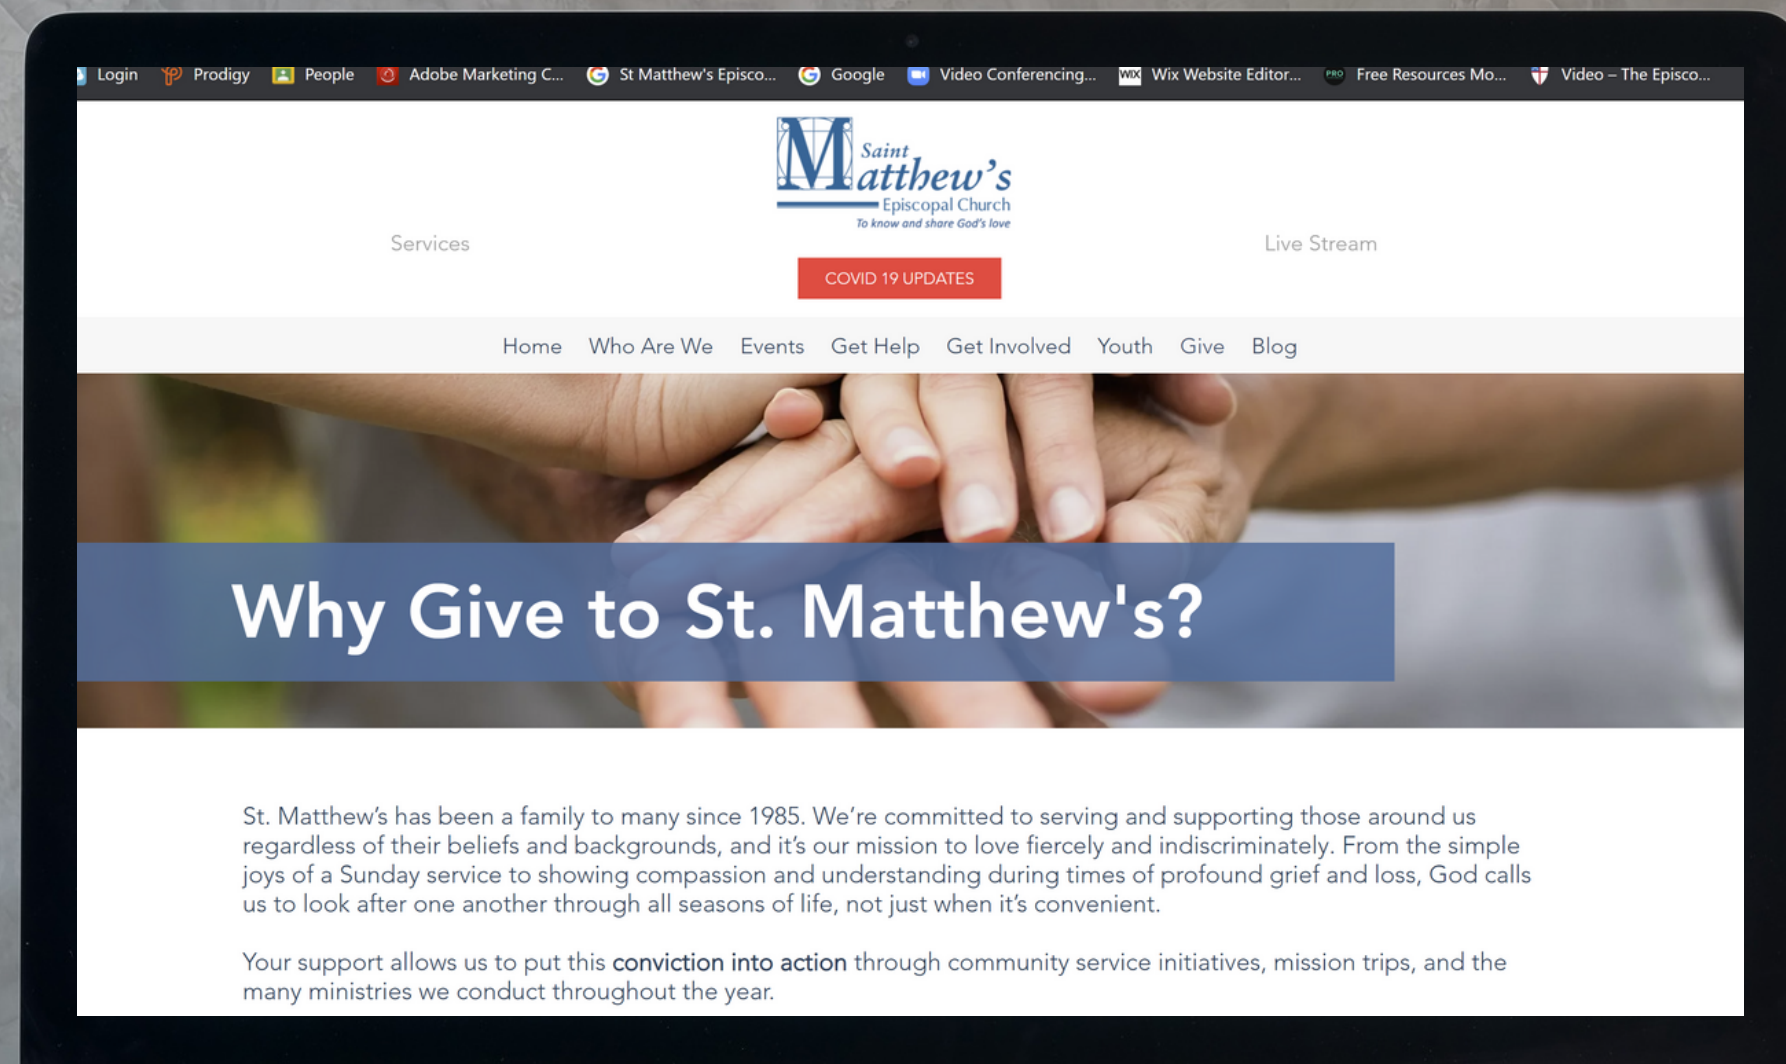 Login Prodigy People Adobe Marketing C... St Matthew's Episco... Google Video Conferencing... WIX Wix Website Editor... PRO Free Resources Mo... Video – The Episco...
Saint
Matthew's
Episcopal Church
To know and share God's love
Services
Live Stream
COVID 19 UPDATES
Home Who Are We Events Get Help Get Involved Youth Give Blog
Why Give to St. Matthew's?
St. Matthew’s has been a family to many since 1985. We’re committed to serving and supporting those around us
regardless of their beliefs and backgrounds, and it’s our mission to love fiercely and indiscriminately. From the simple
joys of a Sunday service to showing compassion and understanding during times of profound grief and loss, God calls
us to look after one another through all seasons of life, not just when it’s convenient.
Your support allows us to put this conviction into action through community service initiatives, mission trips, and the
many ministries we conduct throughout the year.